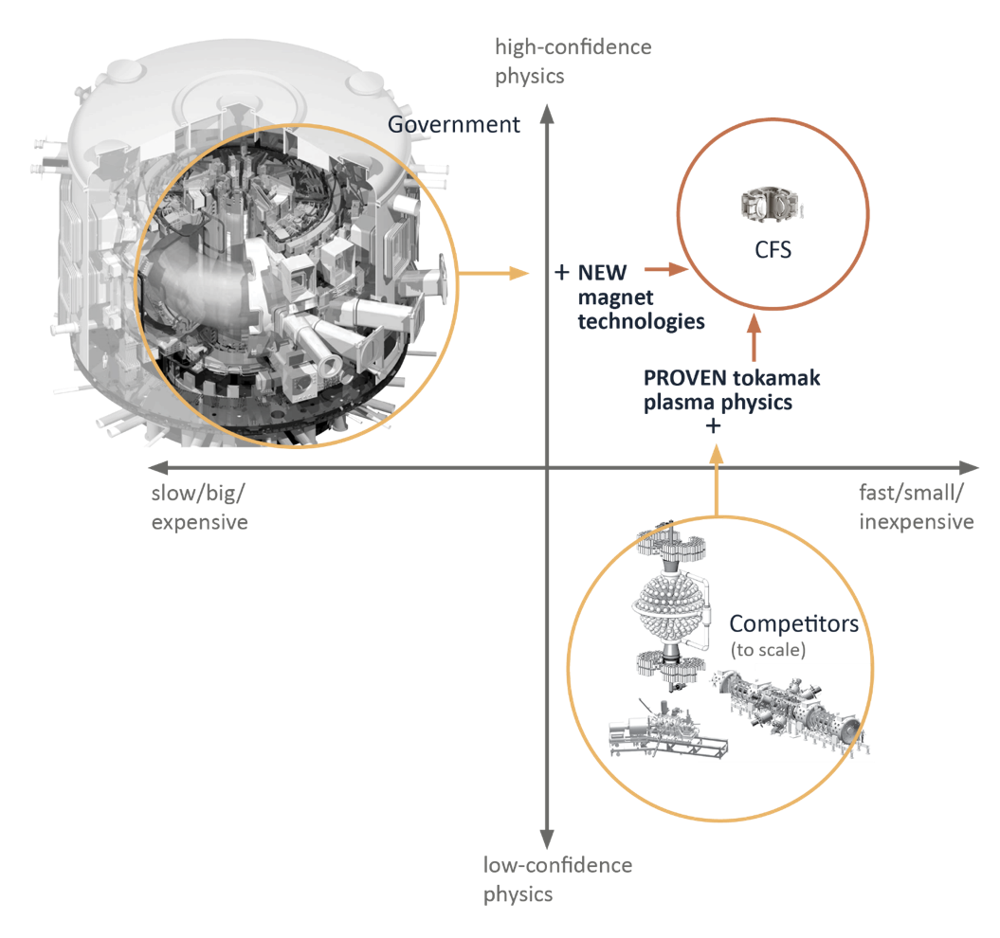 high-confidence
physics
Government
CFS
+ NEW
magnet
technologies
PROVEN tokamak
plasma physics
+
slow/big/
expensive
fast/small/
inexpensive
Competitors
(to scale)
low-confidence
physics